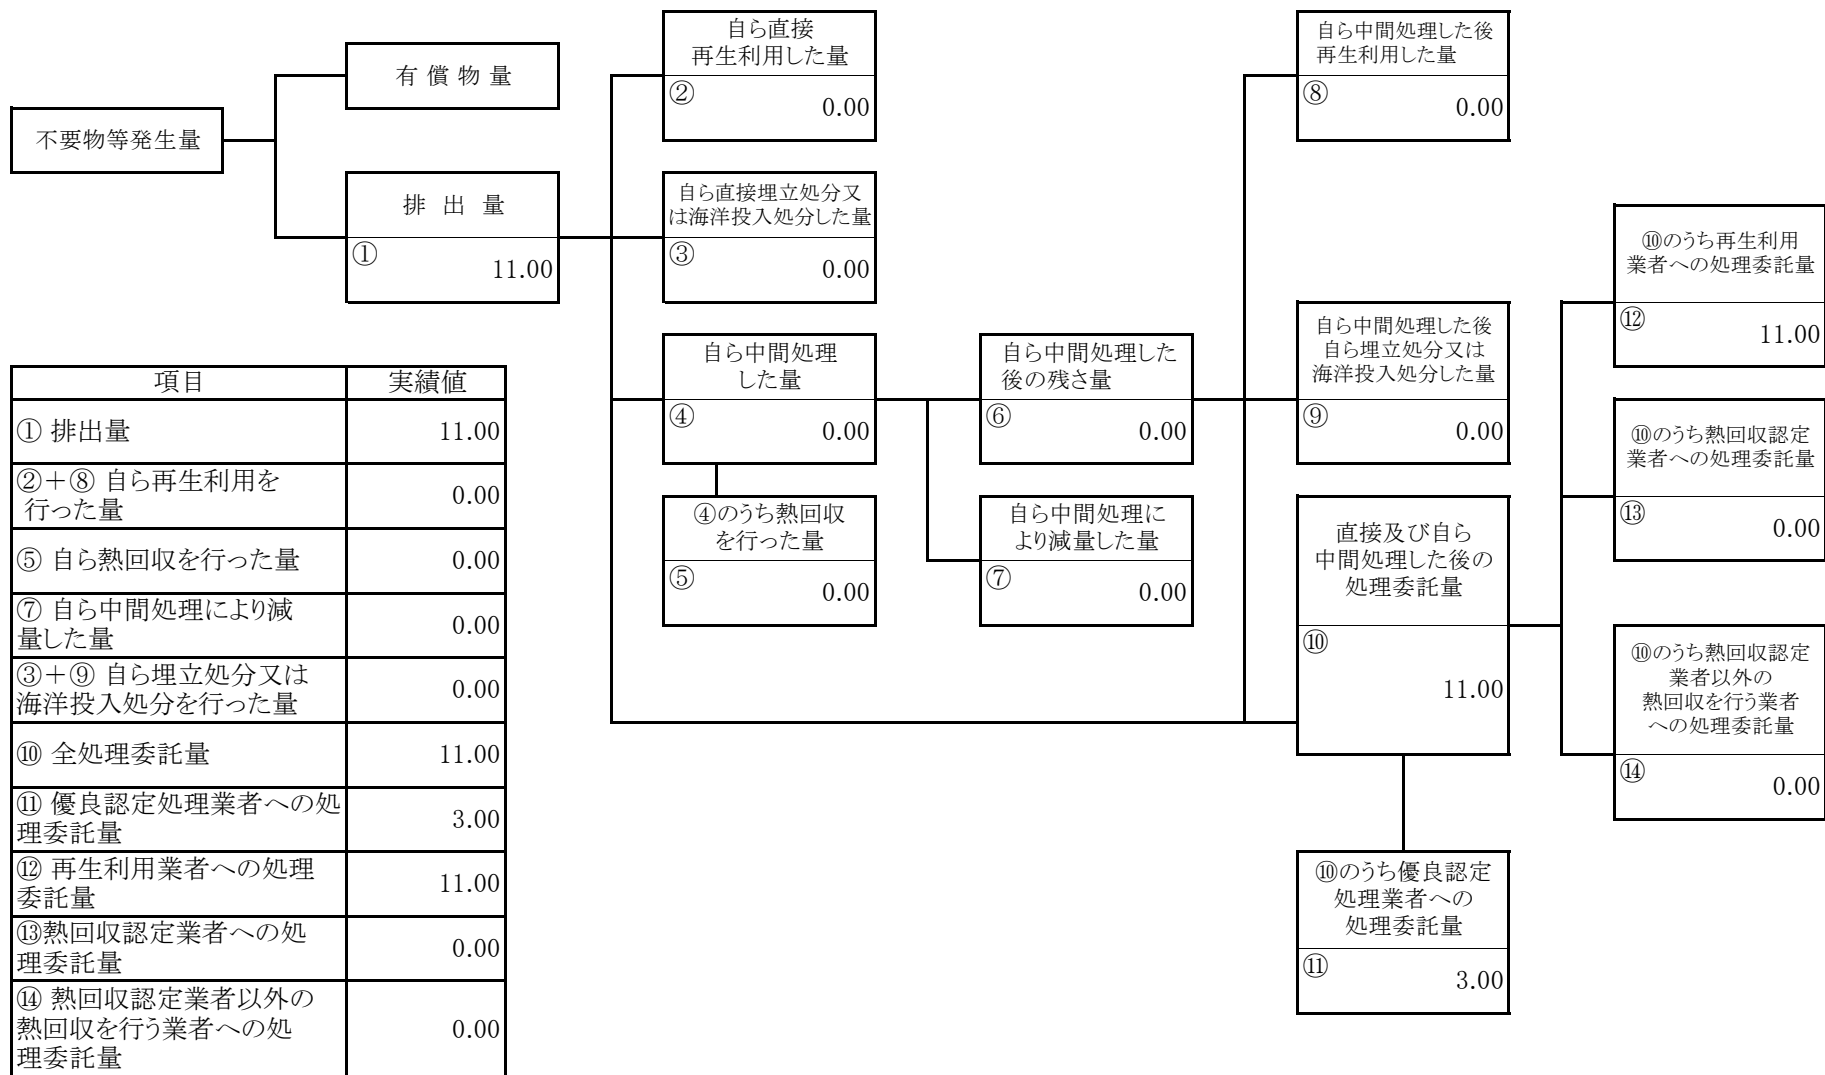 不要物等発生量
有 償 物 量
排 出 量
①
11.00
自ら直接
再生利用した量
②
0.00
自ら直接埋立処分又
は海洋投入処分した量
③
0.00
自ら中間処理
した量
④
0.00
④のうち熱回収
を行った量
⑤
0.00
自ら中間処理した
後の残さ量
⑥
0.00
自ら中間処理に
より減量した量
⑦
0.00
自ら中間処理した後
再生利用した量
⑧
0.00
自ら中間処理した後
自ら埋立処分又は
海洋投入処分した量
⑨
0.00
直接及び自ら
中間処理した後の
処理委託量
⑩
11.00
⑩のうち優良認定
処理業者への
処理委託量
⑪
3.00
⑩のうち再生利用
業者への処理委託量
⑫
11.00
⑩のうち熱回収認定
業者への処理委託量
⑬
0.00
⑩のうち熱回収認定
業者以外の
熱回収を行う業者
への処理委託量
⑭
0.00
項目 実績値
① 排出量 11.00
②＋⑧ 自ら再生利用を
行った量
0.00
⑤ 自ら熱回収を行った量 0.00
⑦ 自ら中間処理により減
量した量
0.00
③＋⑨ 自ら埋立処分又は
海洋投入処分を行った量
0.00
⑩ 全処理委託量 11.00
⑪ 優良認定処理業者への処
理委託量
3.00
⑫ 再生利用業者への処理
委託量
11.00
⑬熱回収認定業者への処
理委託量
0.00
⑭ 熱回収認定業者以外の
熱回収を行う業者への処
理委託量
0.00